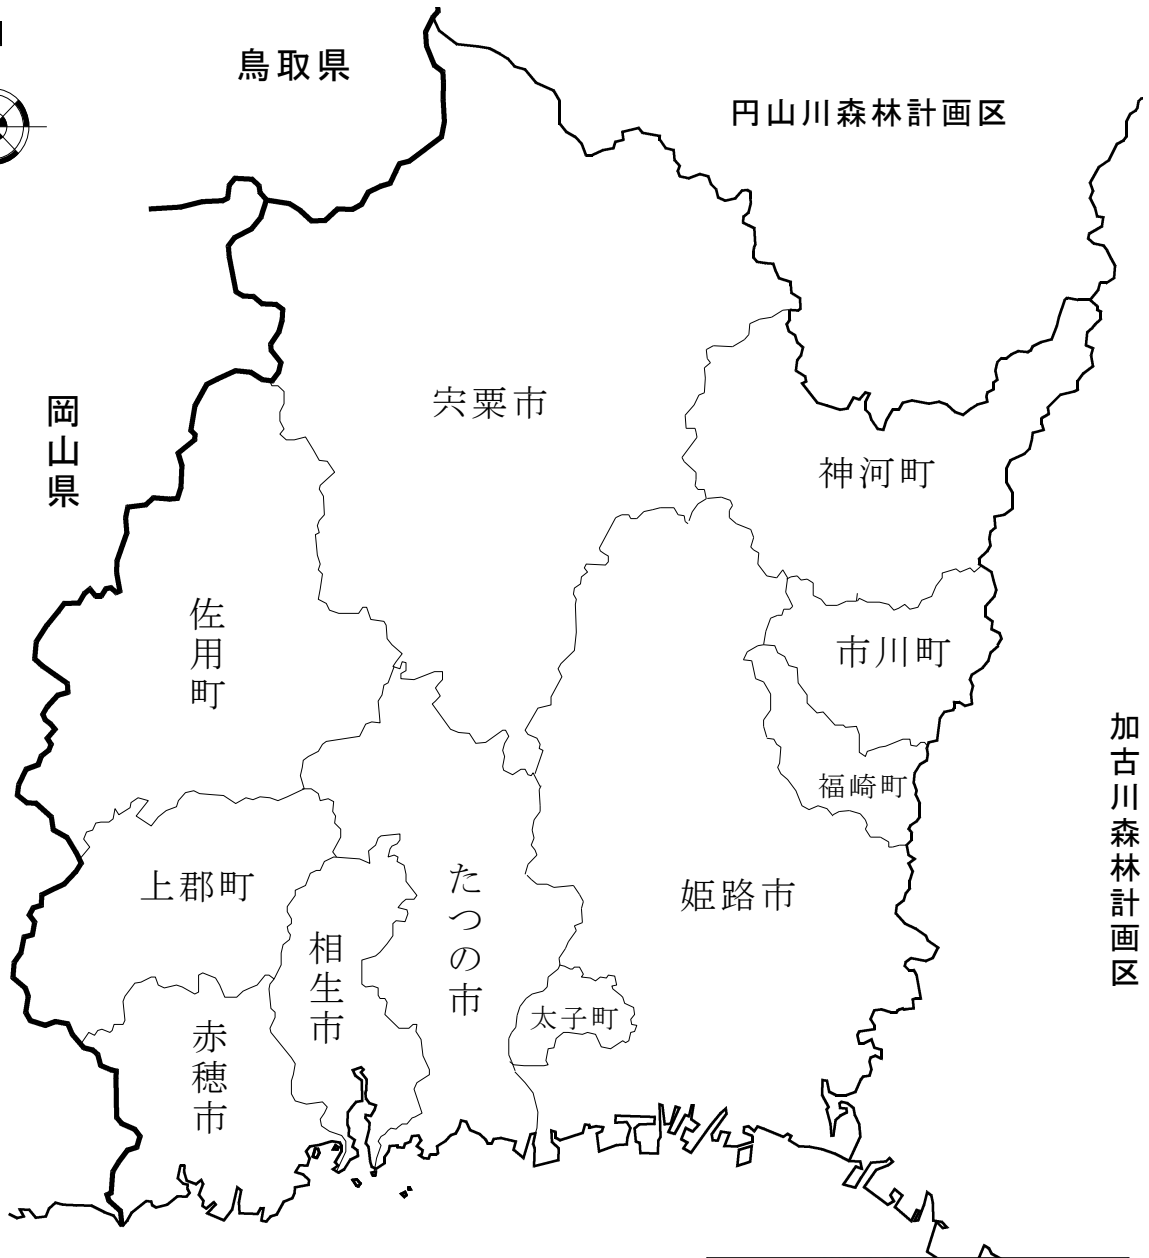 鳥取県
円山川森林計画区
岡山県
宍粟市
神河町
佐用町
市川町
福崎町
加古川森林計画区
上郡町
たつの市
姫路市
相生市
太子町
赤穂市